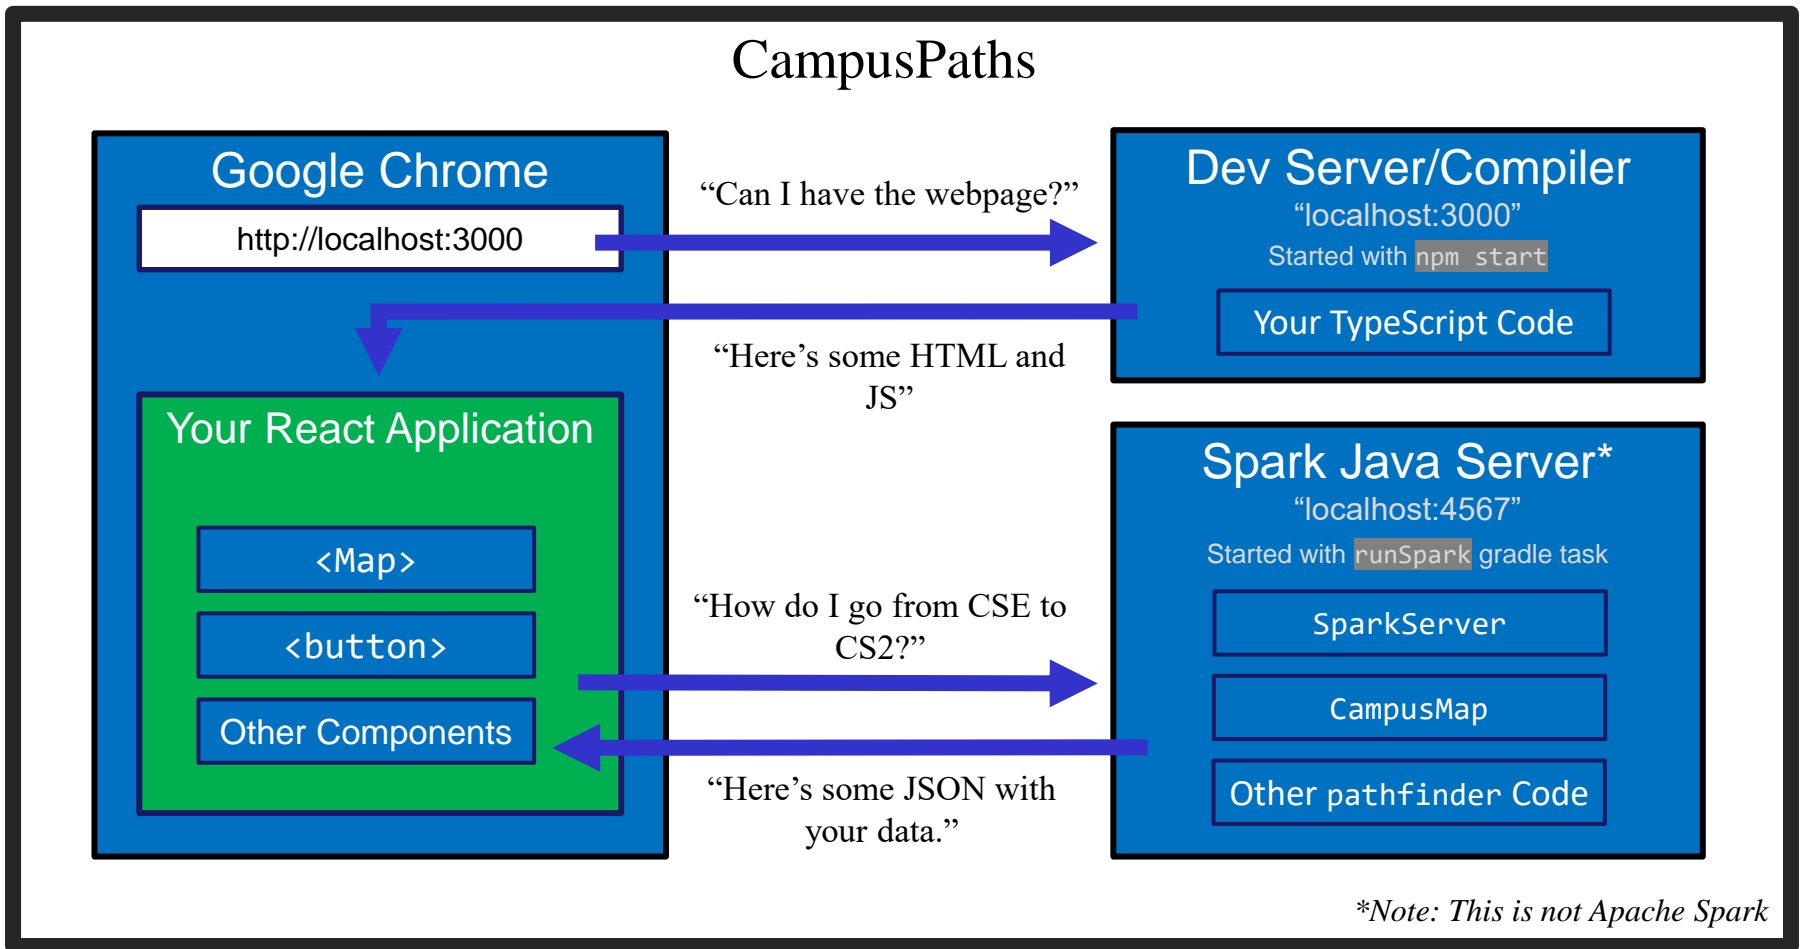 CampusPaths
Google Chrome
http://localhost:3000
“Can I have the webpage?”
Dev Server/Compiler
“localhost:3000”
Started with npm start
Your TypeScript Code
“Here’s some HTML and
JS”
Your React Application
<Map>
<button>
Other Components
“How do I go from CSE to
CS2?”
“Here’s some JSON with
your data.”
Spark Java Server*
“localhost:4567”
Started with runSpark gradle task
SparkServer
CampusMap
Other pathfinder Code
*Note: This is not Apache Spark